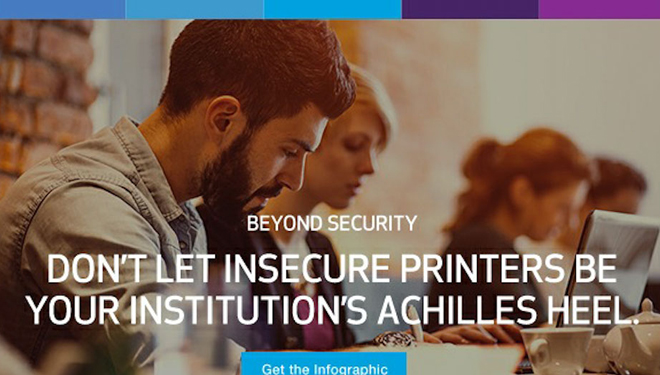 BEYOND SECURITY
DON'T LET INSECURE PRINTERS BE
YOUR INSTITUTION'S ACHILLES HEEL.
Get the Infographic